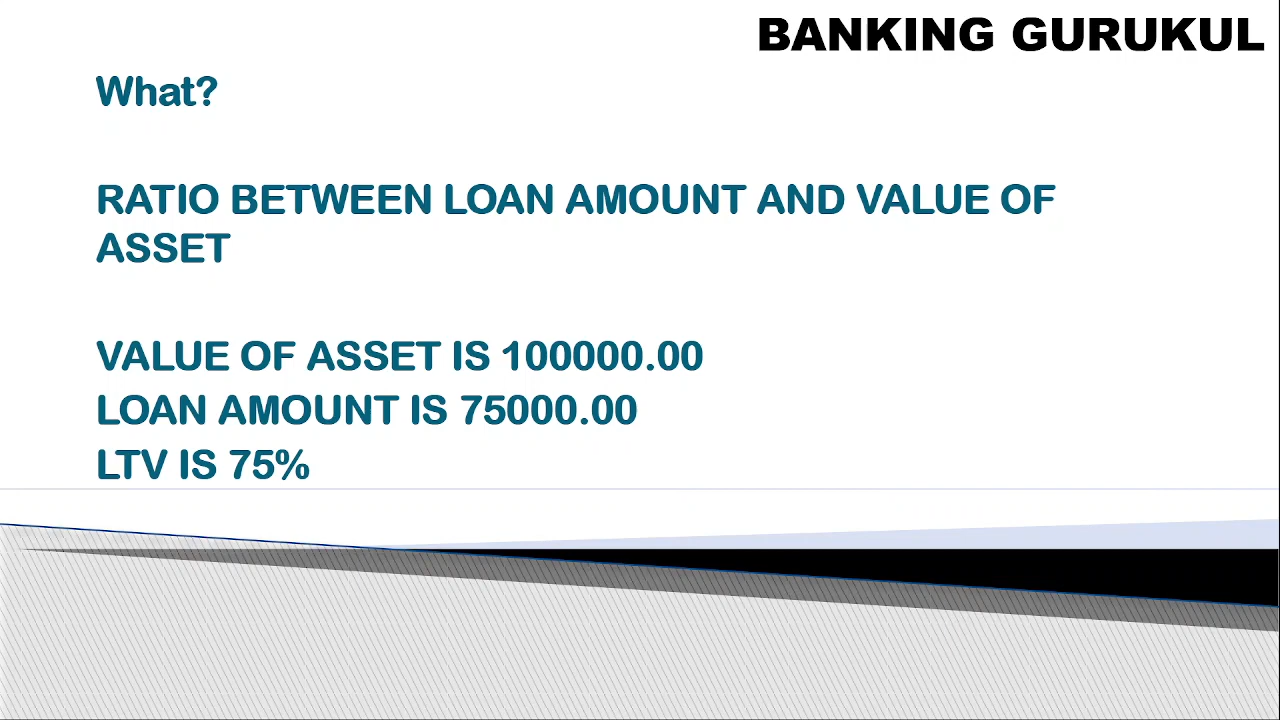 BANKING GURUKUL
What?
RATIO BETWEEN LOAN AMOUNT AND VALUE OF
ASSET
VALUE OF ASSET IS 100000.00
LOAN AMOUNT IS 75000.00
LTV IS 75%